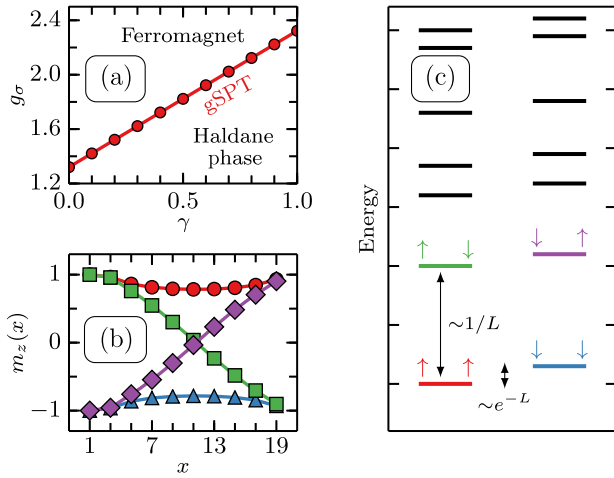 (a)
Ferromagnet
gSPT
Haldane
phase
g_σ
2.4
2.0
1.6
1.2
0.0
0.5
1.0
γ
(b)
m_z(x)
1
0
−1
1
7
13
19
x
(c)
Energy
↑ ↓
↓ ↑
~1/L
↑ ↑
↓ ↓
~e^{−L}